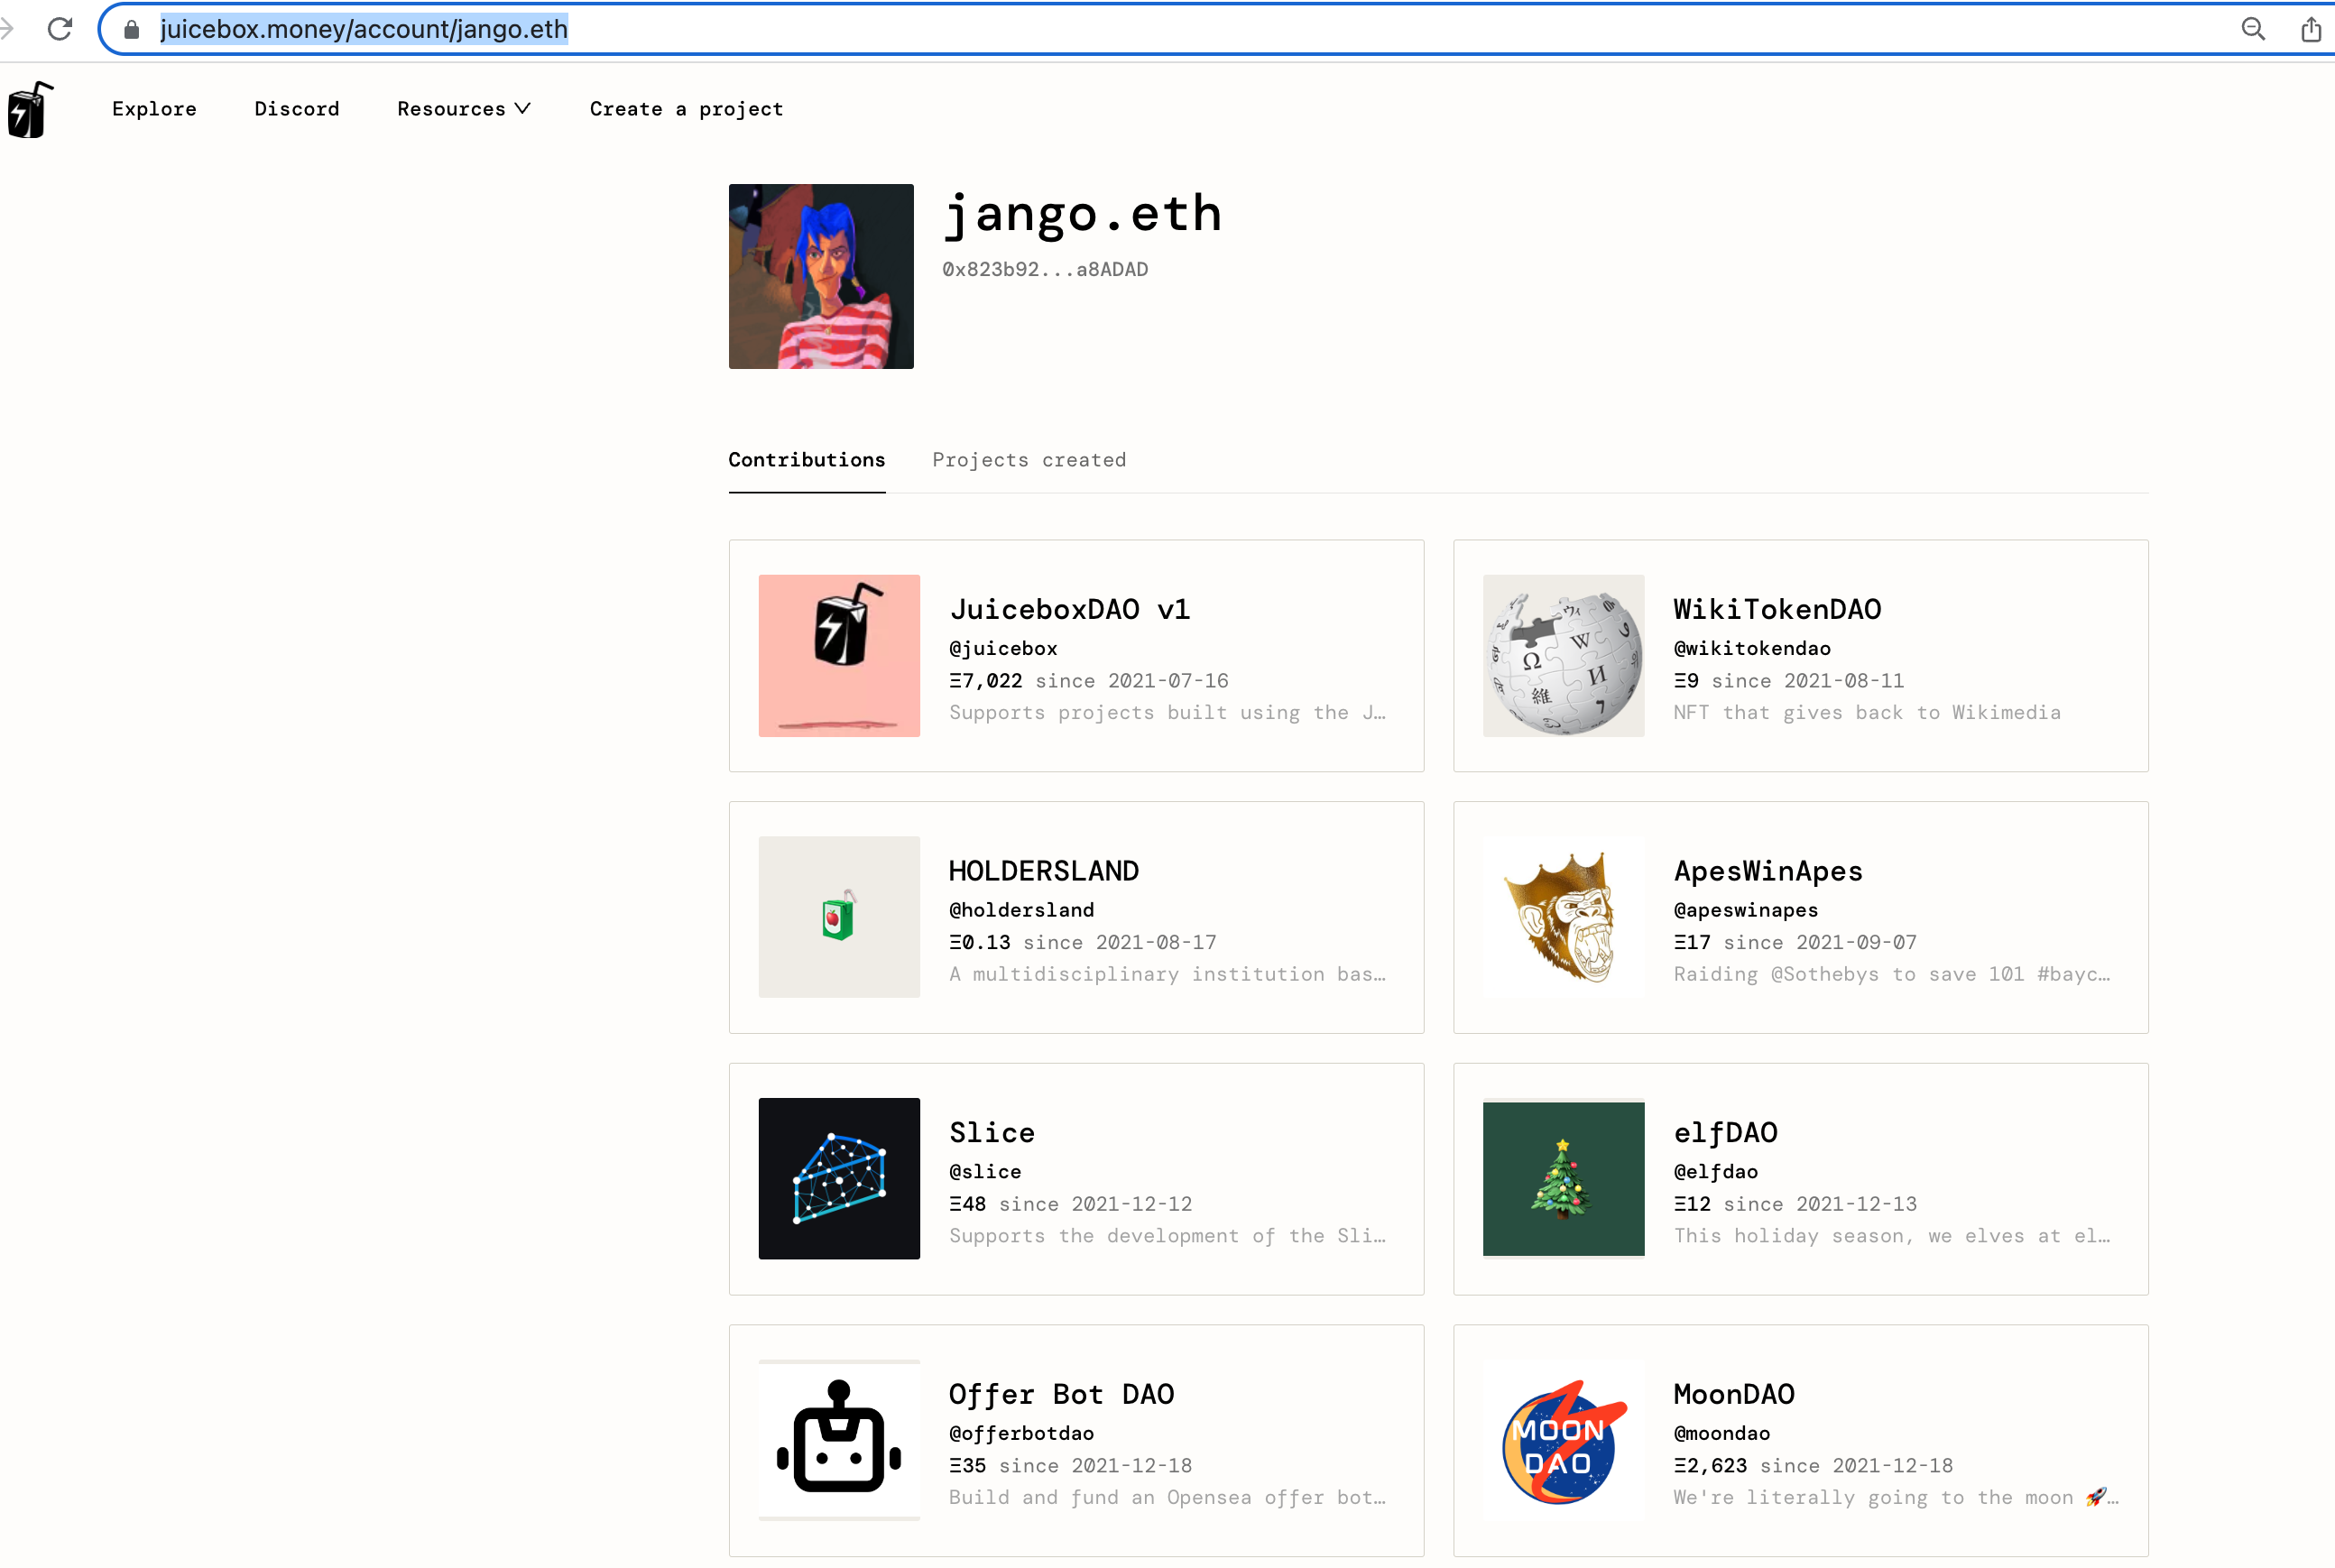 juicebox.money/account/jango.eth
Explore Discord Resources Create a project
jango.eth
0x823b92...a8ADAD
Contributions Projects created
JuiceboxDAO v1
@juicebox
Ξ7,022 since 2021-07-16
Supports projects built using the J…
WikiTokenDAO
@wikitokendao
Ξ9 since 2021-08-11
NFT that gives back to Wikimedia
HOLDERSLAND
@holdersland
Ξ0.13 since 2021-08-17
A multidisciplinary institution bas…
ApesWinApes
@apeswinapes
Ξ17 since 2021-09-07
Raiding @Sothebys to save 101 #bayc…
Slice
@slice
Ξ48 since 2021-12-12
Supports the development of the Sli…
elfDAO
@elfdao
Ξ12 since 2021-12-13
This holiday season, we elves at el…
Offer Bot DAO
@offerbotdao
Ξ35 since 2021-12-18
Build and fund an Opensea offer bot…
MOON
DAO
MoonDAO
@moondao
Ξ2,623 since 2021-12-18
We're literally going to the moon 🚀…